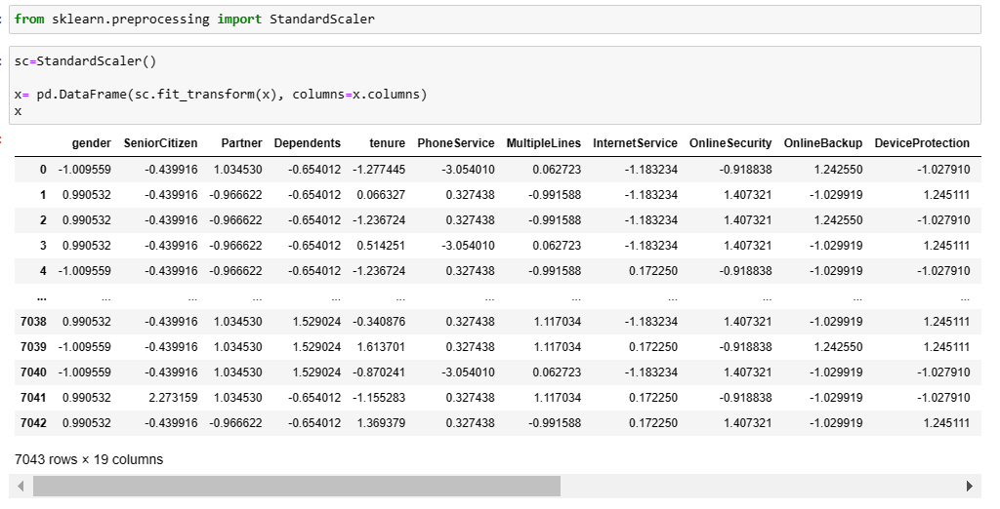 from sklearn.preprocessing import StandardScaler
sc=StandardScaler()
x= pd.DataFrame(sc.fit_transform(x), columns=x.columns)
x
gender SeniorCitizen Partner Dependents tenure PhoneService MultipleLines InternetService OnlineSecurity OnlineBackup DeviceProtection
0 -1.009559 -0.439916 1.034530 -0.654012 -1.277445 -3.054010 0.062723 -1.183234 -0.918838 1.242550 -1.027910
1 0.990532 -0.439916 -0.966622 -0.654012 0.066327 0.327438 -0.991588 -1.183234 1.407321 -1.029919 1.245111
2 0.990532 -0.439916 -0.966622 -0.654012 -1.236724 0.327438 -0.991588 -1.183234 1.407321 1.242550 -1.027910
3 0.990532 -0.439916 -0.966622 -0.654012 0.514251 -3.054010 0.062723 -1.183234 1.407321 -1.029919 1.245111
4 -1.009559 -0.439916 -0.966622 -0.654012 -1.236724 0.327438 -0.991588 0.172250 -0.918838 -1.029919 -1.027910
... ... ... ... ... ... ... ... ... ... ... ...
7038 0.990532 -0.439916 1.034530 1.529024 -0.340876 0.327438 1.117034 -1.183234 1.407321 -1.029919 1.245111
7039 -1.009559 -0.439916 1.034530 1.529024 1.613701 0.327438 1.117034 0.172250 -0.918838 1.242550 1.245111
7040 -1.009559 -0.439916 1.034530 1.529024 -0.870241 -3.054010 0.062723 -1.183234 1.407321 -1.029919 -1.027910
7041 0.990532 2.273159 1.034530 -0.654012 -1.155283 0.327438 1.117034 0.172250 -0.918838 -1.029919 -1.027910
7042 0.990532 -0.439916 -0.966622 -0.654012 1.369379 0.327438 -0.991588 0.172250 1.407321 -1.029919 1.245111
7043 rows × 19 columns